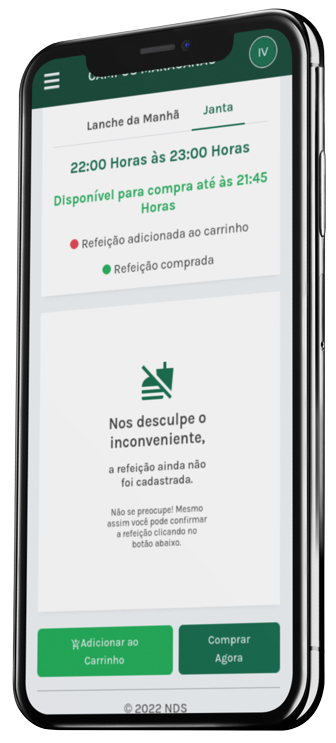 IV
CAMPUS MARACANAÚ
Lanche da Manhã
Janta
22:00 Horas às 23:00 Horas
Disponível para compra até às 21:45
Horas
Refeição adicionada ao carrinho
Refeição comprada
Nos desculpe o
inconveniente,
a refeição ainda não
foi cadastrada.
Não se preocupe! Mesmo
assim você pode confirmar
a refeição clicando no
botão abaixo.
Adicionar ao
Carrinho
Comprar
Agora
© 2022 NDS